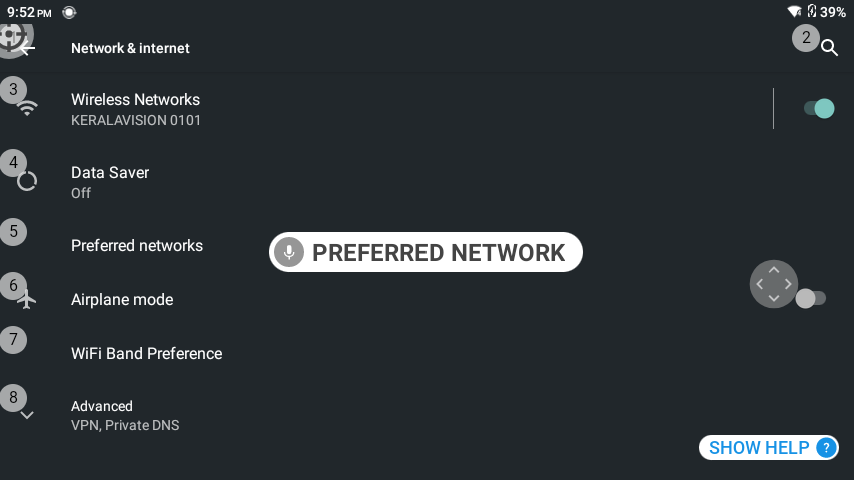 9:52 PM
39%
Network & internet
2
3
Wireless Networks
KERALAVISION 0101
4
Data Saver
Off
5
Preferred networks
PREFERRED NETWORK
6
Airplane mode
7
WiFi Band Preference
8
Advanced
VPN, Private DNS
SHOW HELP ?